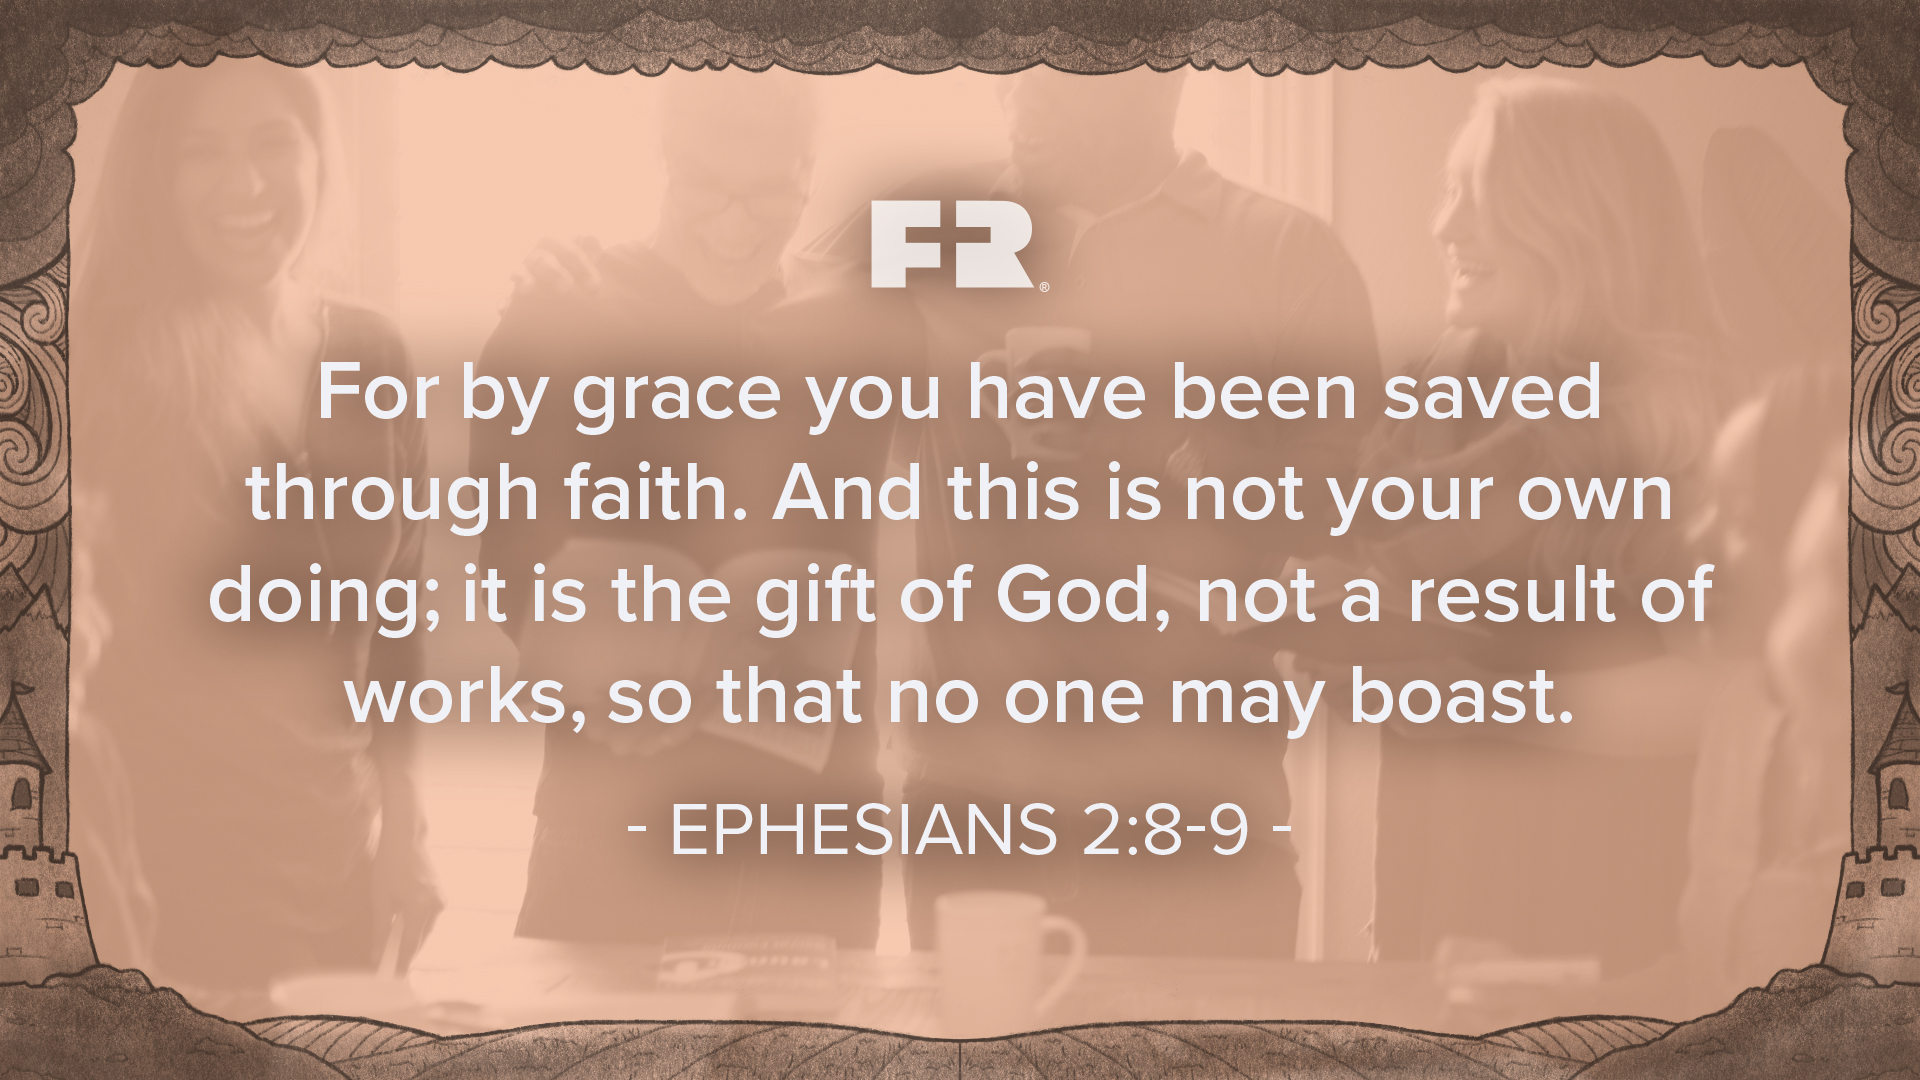 FR®
For by grace you have been saved
through faith. And this is not your own
doing; it is the gift of God, not a result of
works, so that no one may boast.
- EPHESIANS 2:8-9 -